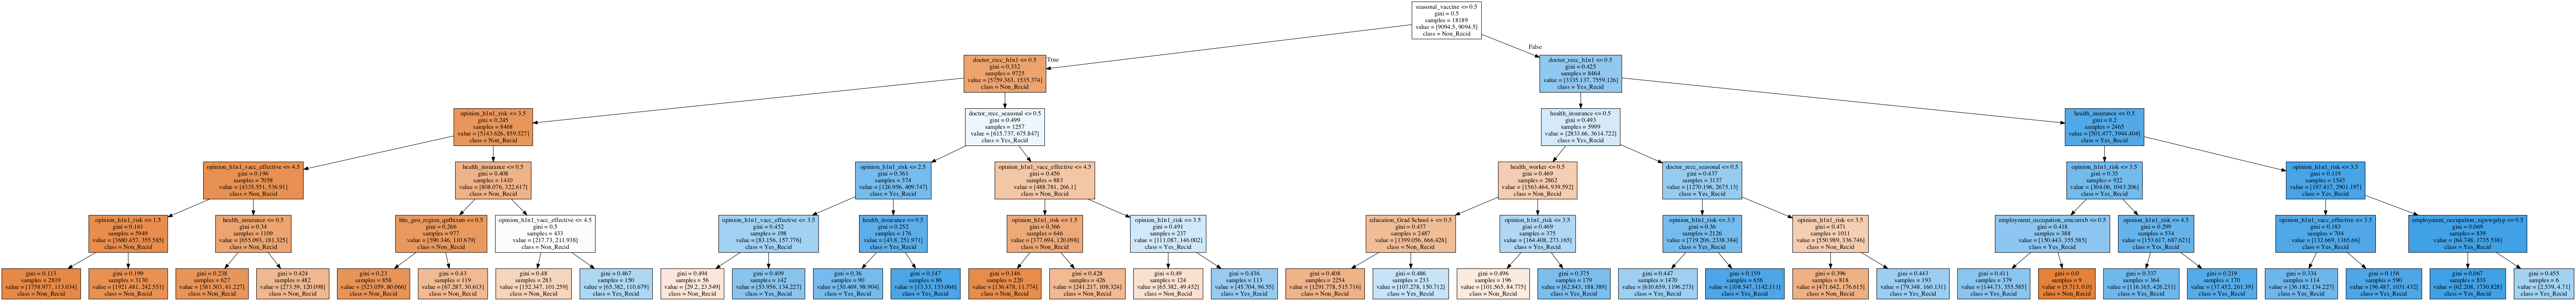 seasonal_vaccine <= 0.5
gini = 0.5
samples = 18189
value = [9094.5, 9094.5]
class = Non_Recid
True
False
doctor_recc_h1n1 <= 0.5
gini = 0.332
samples = 9725
value = [5759.363, 1535.374]
class = Non_Recid
doctor_recc_h1n1 <= 0.5
gini = 0.425
samples = 8464
value = [3335.137, 7559.126]
class = Yes_Recid
opinion_h1n1_risk <= 3.5
gini = 0.245
samples = 8468
value = [5143.626, 859.527]
class = Non_Recid
doctor_recc_seasonal <= 0.5
gini = 0.499
samples = 1257
value = [615.737, 675.847]
class = Yes_Recid
health_insurance <= 0.5
gini = 0.493
samples = 5999
value = [2833.66, 3614.722]
class = Yes_Recid
health_insurance <= 0.5
gini = 0.2
samples = 2465
value = [501.477, 3944.404]
class = Yes_Recid
opinion_h1n1_vacc_effective <= 4.5
gini = 0.196
samples = 7058
value = [4335.551, 536.91]
class = Non_Recid
health_insurance <= 0.5
gini = 0.408
samples = 1410
value = [808.076, 322.617]
class = Non_Recid
opinion_h1n1_risk <= 2.5
gini = 0.361
samples = 374
value = [126.956, 409.747]
class = Yes_Recid
opinion_h1n1_vacc_effective <= 4.5
gini = 0.456
samples = 883
value = [488.781, 266.1]
class = Non_Recid
health_worker <= 0.5
gini = 0.469
samples = 2862
value = [1563.464, 939.592]
class = Non_Recid
doctor_recc_seasonal <= 0.5
gini = 0.437
samples = 3137
value = [1270.196, 2675.13]
class = Yes_Recid
opinion_h1n1_risk <= 3.5
gini = 0.35
samples = 922
value = [304.06, 1043.206]
class = Yes_Recid
opinion_h1n1_risk <= 3.5
gini = 0.119
samples = 1543
value = [197.417, 2901.197]
class = Yes_Recid
opinion_h1n1_risk <= 1.5
gini = 0.161
samples = 5949
value = [3680.457, 355.585]
class = Non_Recid
health_insurance <= 0.5
gini = 0.34
samples = 1109
value = [655.093, 181.325]
class = Non_Recid
hhs_geo_region_qufhixun <= 0.5
gini = 0.266
samples = 977
value = [590.346, 110.679]
class = Non_Recid
opinion_h1n1_vacc_effective <= 4.5
gini = 0.5
samples = 433
value = [217.73, 211.938]
class = Non_Recid
opinion_h1n1_vacc_effective <= 3.5
gini = 0.452
samples = 198
value = [83.156, 157.776]
class = Yes_Recid
health_insurance <= 0.5
gini = 0.252
samples = 176
value = [43.8, 251.971]
class = Yes_Recid
opinion_h1n1_risk <= 1.5
gini = 0.366
samples = 646
value = [377.694, 120.098]
class = Non_Recid
opinion_h1n1_risk <= 3.5
gini = 0.491
samples = 237
value = [111.087, 146.002]
class = Yes_Recid
education_Grad School + <= 0.5
gini = 0.437
samples = 2487
value = [1399.056, 666.428]
class = Non_Recid
opinion_h1n1_risk <= 3.5
gini = 0.469
samples = 375
value = [164.408, 273.165]
class = Yes_Recid
opinion_h1n1_risk <= 3.5
gini = 0.36
samples = 2126
value = [719.206, 2338.384]
class = Yes_Recid
opinion_h1n1_risk <= 3.5
gini = 0.471
samples = 1011
value = [550.989, 336.746]
class = Non_Recid
employment_occupation_emcorrxb <= 0.5
gini = 0.418
samples = 388
value = [150.443, 355.585]
class = Yes_Recid
opinion_h1n1_risk <= 4.5
gini = 0.299
samples = 534
value = [153.617, 687.621]
class = Yes_Recid
opinion_h1n1_vacc_effective <= 3.5
gini = 0.183
samples = 704
value = [132.669, 1165.66]
class = Yes_Recid
employment_occupation_xqwwgdyp <= 0.5
gini = 0.069
samples = 839
value = [64.748, 1735.538]
class = Yes_Recid
gini = 0.113
samples = 2819
value = [1758.977, 113.034]
class = Non_Recid
gini = 0.199
samples = 3130
value = [1921.481, 242.551]
class = Non_Recid
gini = 0.238
samples = 627
value = [381.503, 61.227]
class = Non_Recid
gini = 0.424
samples = 482
value = [273.59, 120.098]
class = Non_Recid
gini = 0.23
samples = 858
value = [523.059, 80.066]
class = Non_Recid
gini = 0.43
samples = 119
value = [67.287, 30.613]
class = Non_Recid
gini = 0.48
samples = 283
value = [152.347, 101.259]
class = Non_Recid
gini = 0.467
samples = 150
value = [65.382, 110.679]
class = Yes_Recid
gini = 0.494
samples = 56
value = [29.2, 23.549]
class = Non_Recid
gini = 0.409
samples = 142
value = [53.956, 134.227]
class = Yes_Recid
gini = 0.36
samples = 90
value = [30.469, 98.904]
class = Yes_Recid
gini = 0.147
samples = 86
value = [13.33, 153.066]
class = Yes_Recid
gini = 0.146
samples = 220
value = [136.478, 11.774]
class = Non_Recid
gini = 0.428
samples = 426
value = [241.217, 108.324]
class = Non_Recid
gini = 0.49
samples = 124
value = [65.382, 49.452]
class = Non_Recid
gini = 0.436
samples = 113
value = [45.704, 96.55]
class = Yes_Recid
gini = 0.408
samples = 2254
value = [1291.778, 515.716]
class = Non_Recid
gini = 0.486
samples = 233
value = [107.278, 150.712]
class = Yes_Recid
gini = 0.496
samples = 196
value = [101.565, 84.775]
class = Non_Recid
gini = 0.375
samples = 179
value = [62.843, 188.389]
class = Yes_Recid
gini = 0.447
samples = 1470
value = [610.659, 1196.273]
class = Yes_Recid
gini = 0.159
samples = 656
value = [108.547, 1142.111]
class = Yes_Recid
gini = 0.396
samples = 818
value = [471.642, 176.615]
class = Non_Recid
gini = 0.443
samples = 193
value = [79.348, 160.131]
class = Yes_Recid
gini = 0.411
samples = 379
value = [144.73, 355.585]
class = Yes_Recid
gini = 0.0
samples = 9
value = [5.713, 0.0]
class = Non_Recid
gini = 0.337
samples = 364
value = [116.165, 426.231]
class = Yes_Recid
gini = 0.219
samples = 170
value = [37.452, 261.39]
class = Yes_Recid
gini = 0.334
samples = 114
value = [36.182, 134.227]
class = Yes_Recid
gini = 0.156
samples = 590
value = [96.487, 1031.432]
class = Yes_Recid
gini = 0.067
samples = 833
value = [62.208, 1730.828]
class = Yes_Recid
gini = 0.455
samples = 6
value = [2.539, 4.71]
class = Yes_Recid